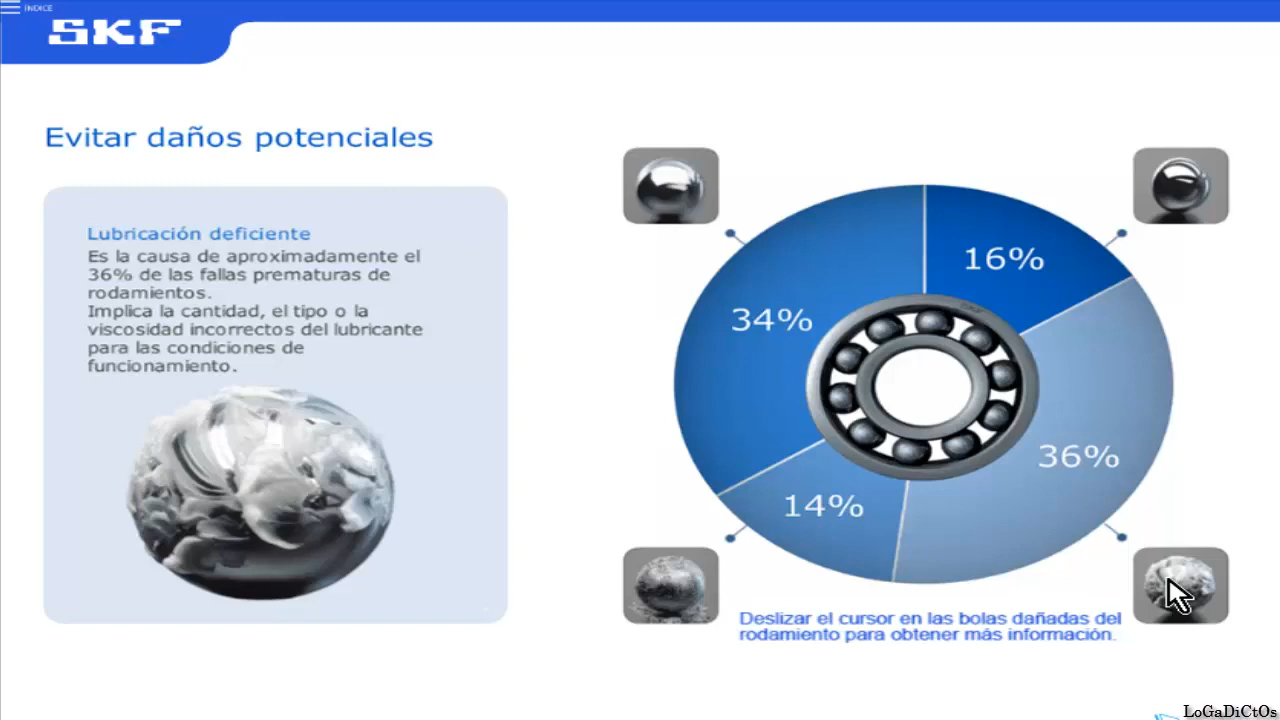 ÍNDICE
SKF
Evitar daños potenciales
Lubricación deficiente
Es la causa de aproximadamente el
36% de las fallas prematuras de
rodamientos.
Implica la cantidad, el tipo o la
viscosidad incorrectos del lubricante
para las condiciones de
funcionamiento.
16%
34%
36%
14%
Deslizar el cursor en las bolas dañadas del
rodamiento para obtener más información.
LoGaDiCtOs